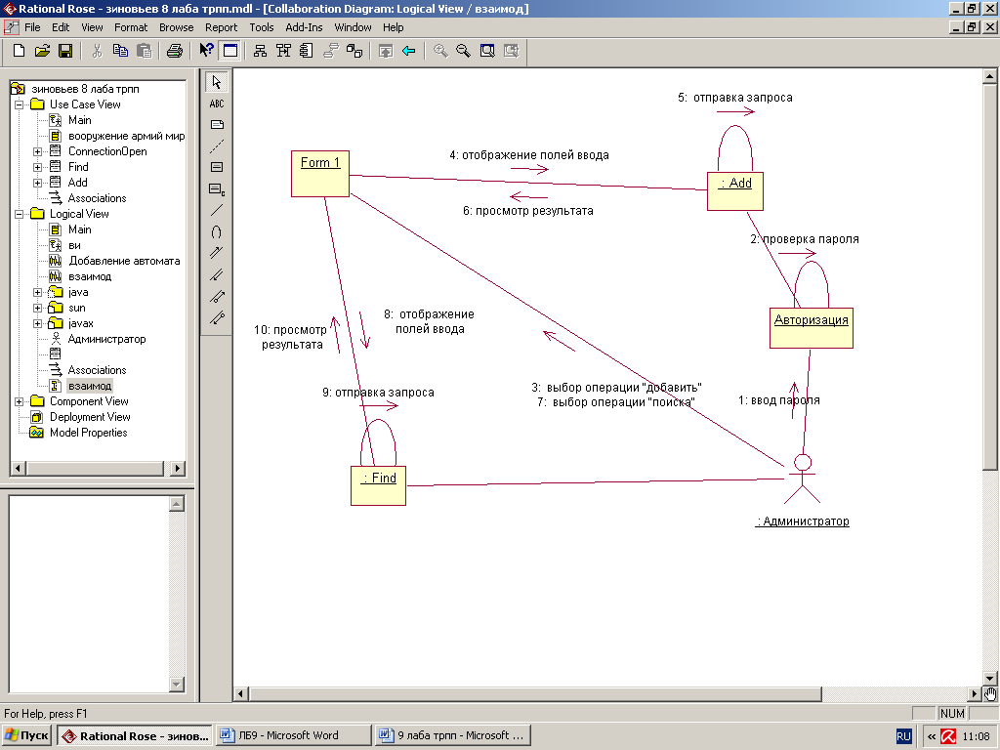 Rational Rose - зиновьев 8 лаба трпп.mdl - [Collaboration Diagram: Logical View / взаимод]
File Edit View Format Browse Report Tools Add-Ins Window Help
зиновьев 8 лаба трпп
Use Case View
Main
вооружение армий мир
ConnectionOpen
Find
Add
Associations
Logical View
Main
ви
Добавление автомата
взаимод
java
sun
javax
Администратор
Associations
взаимод
Component View
Deployment View
Model Properties
ABC
5: отправка запроса
Form 1
4: отображение полей ввода
: Add
6: просмотр результата
2: проверка пароля
Авторизация
8: отображение
полей ввода
10: просмотр
результата
9: отправка запроса
3: выбор операции "добавить"
7: выбор операции "поиска"
1: ввод пароля
: Find
: Администратор
For Help, press F1
NUM
Пуск
Rational Rose - зинов...
ЛБ9 - Microsoft Word
9 лаба трпп - Microsoft ...
RU
«
11:08